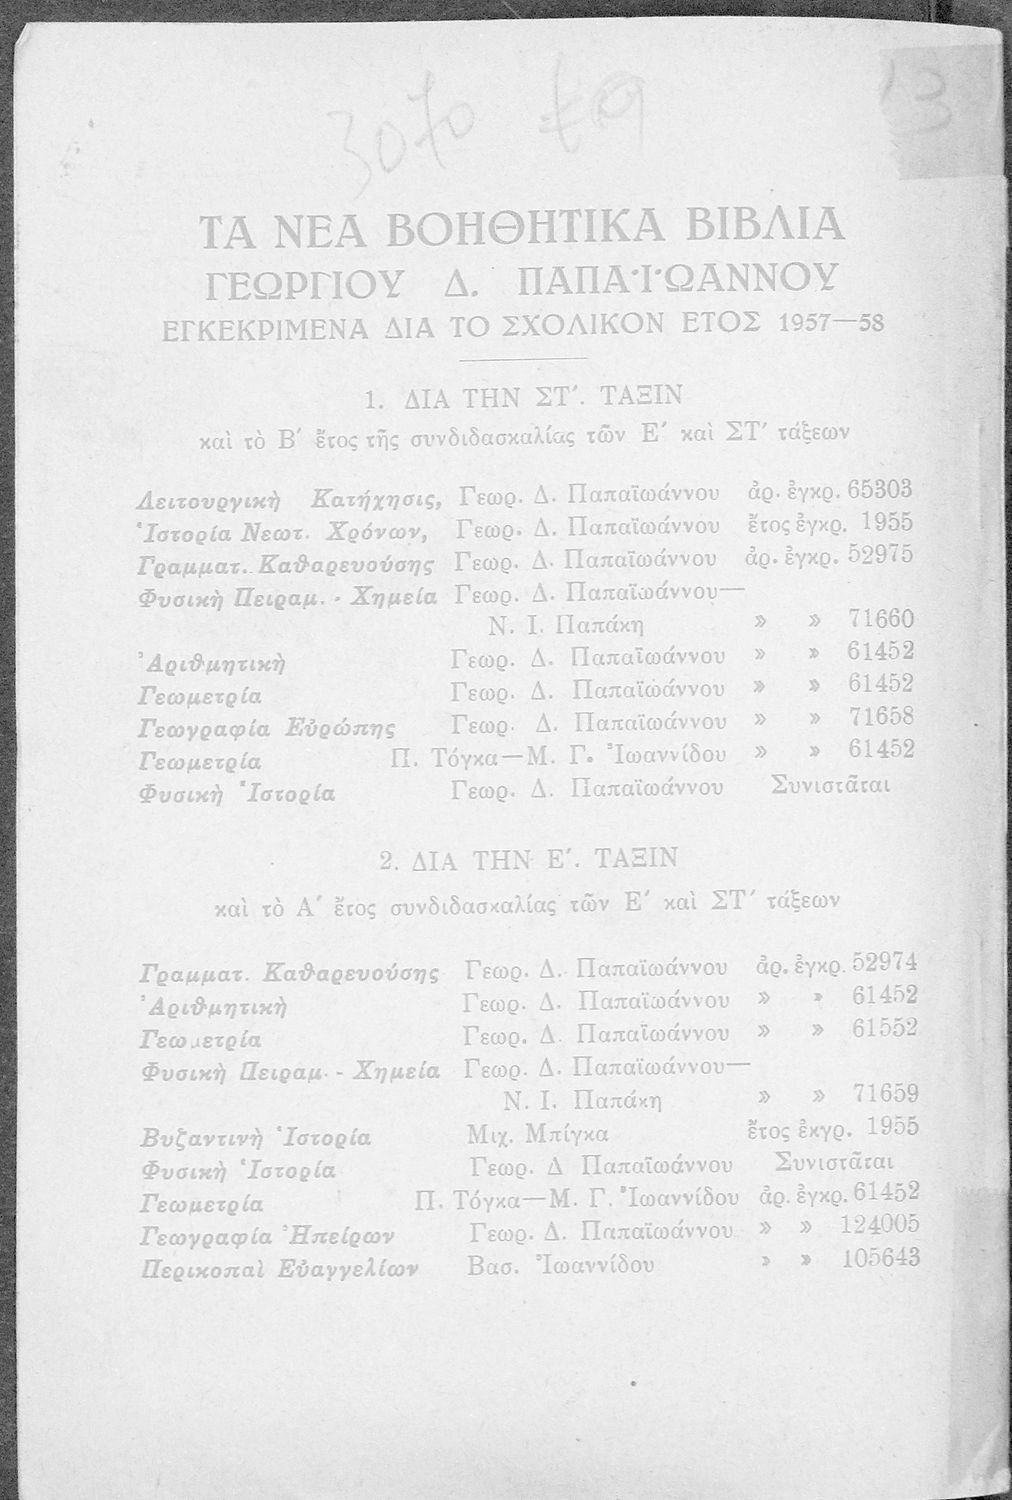 3070
13
ΤΑ ΝΕΑ ΒΟΗΘΗΤΙΚΑ ΒΙΒΛΙΑ
ΓΕΩΡΓΙΟΥ Δ. ΠΑΠΑ·Ι·ΩΑΝΝΟΥ
ΕΓΚΕΚΡΙΜΕΝΑ ΔΙΑ ΤΟ ΣΧΟΛΙΚΟΝ ΕΤΟΣ 1957—58
1. ΔΙΑ ΤΗΝ ΣΤ′. ΤΑΞΙΝ
καὶ τὸ Β′ ἔτος τῆς συνδιδασκαλίας τῶν Ε′ καὶ ΣΤ′ τάξεων
Λειτουργικὴ Κατήχησις, Γεωρ. Δ. Παπαϊωάννου ἀρ. ἐγκρ. 65303
Ἱστορία Νεωτ. Χρόνων, Γεωρ. Δ. Παπαϊωάννου ἔτος ἐγκρ. 1955
Γραμματ. Καθαρευούσης Γεωρ. Δ. Παπαϊωάννου ἀρ. ἐγκρ. 52975
Φυσικὴ Πειραμ. - Χημεία Γεωρ. Δ. Παπαϊωάννου—
Ν. Ι. Παπάκη » » 71660
Ἀριθμητικὴ Γεωρ. Δ. Παπαϊωάννου » » 61452
Γεωμετρία Γεωρ. Δ. Παπαϊωάννου » » 61452
Γεωγραφία Εὐρώπης Γεωρ. Δ. Παπαϊωάννου » » 71658
Γεωμετρία Π. Τόγκα—Μ. Γ. Ἰωαννίδου » » 61452
Φυσικὴ Ἱστορία Γεωρ. Δ. Παπαϊωάννου Συνιστᾶται
2. ΔΙΑ ΤΗΝ Ε′. ΤΑΞΙΝ
καὶ τὸ Α′ ἔτος συνδιδασκαλίας τῶν Ε′ καὶ ΣΤ′ τάξεων
Γραμματ. Καθαρευούσης Γεωρ. Δ. Παπαϊωάννου ἀρ. ἐγκρ. 52974
Ἀριθμητικὴ Γεωρ. Δ. Παπαϊωάννου » » 61452
Γεωμετρία Γεωρ. Δ. Παπαϊωάννου » » 61552
Φυσικὴ Πειραμ. - Χημεία Γεωρ. Δ. Παπαϊωάννου—
Ν. Ι. Παπάκη » » 71659
Βυζαντινὴ Ἱστορία Μιχ. Μπίγκα ἔτος ἐκγρ. 1955
Φυσικὴ Ἱστορία Γεωρ. Δ Παπαϊωάννου Συνιστᾶται
Γεωμετρία Π. Τόγκα—Μ. Γ. Ἰωαννίδου ἀρ. ἐγκρ. 61452
Γεωγραφία Ἠπείρων Γεωρ. Δ. Παπαϊωάννου » » 124005
Περικοπαὶ Εὐαγγελίων Βασ. Ἰωαννίδου » » 105643